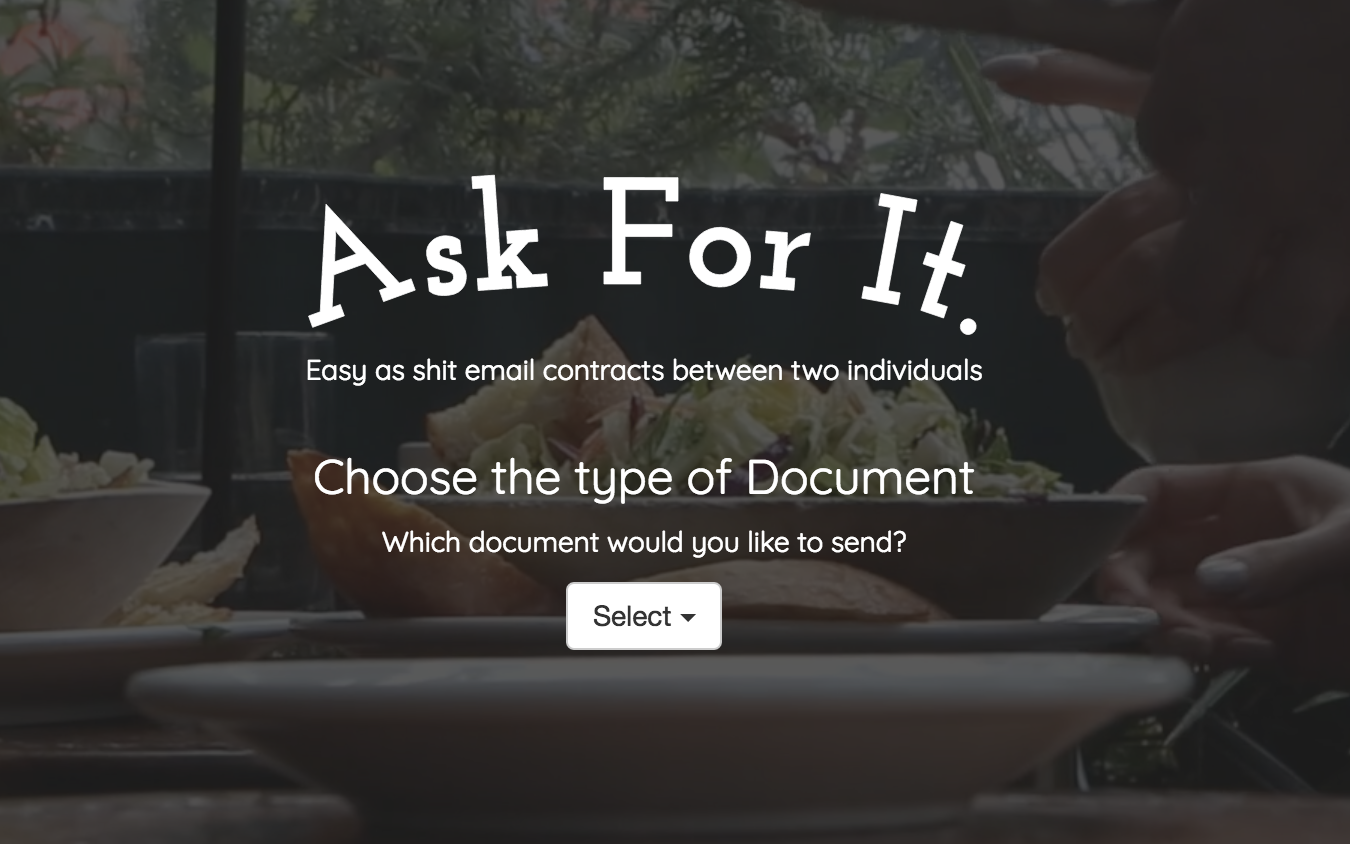 Ask For It.
Easy as shit email contracts between two individuals
Choose the type of Document
Which document would you like to send?
Select